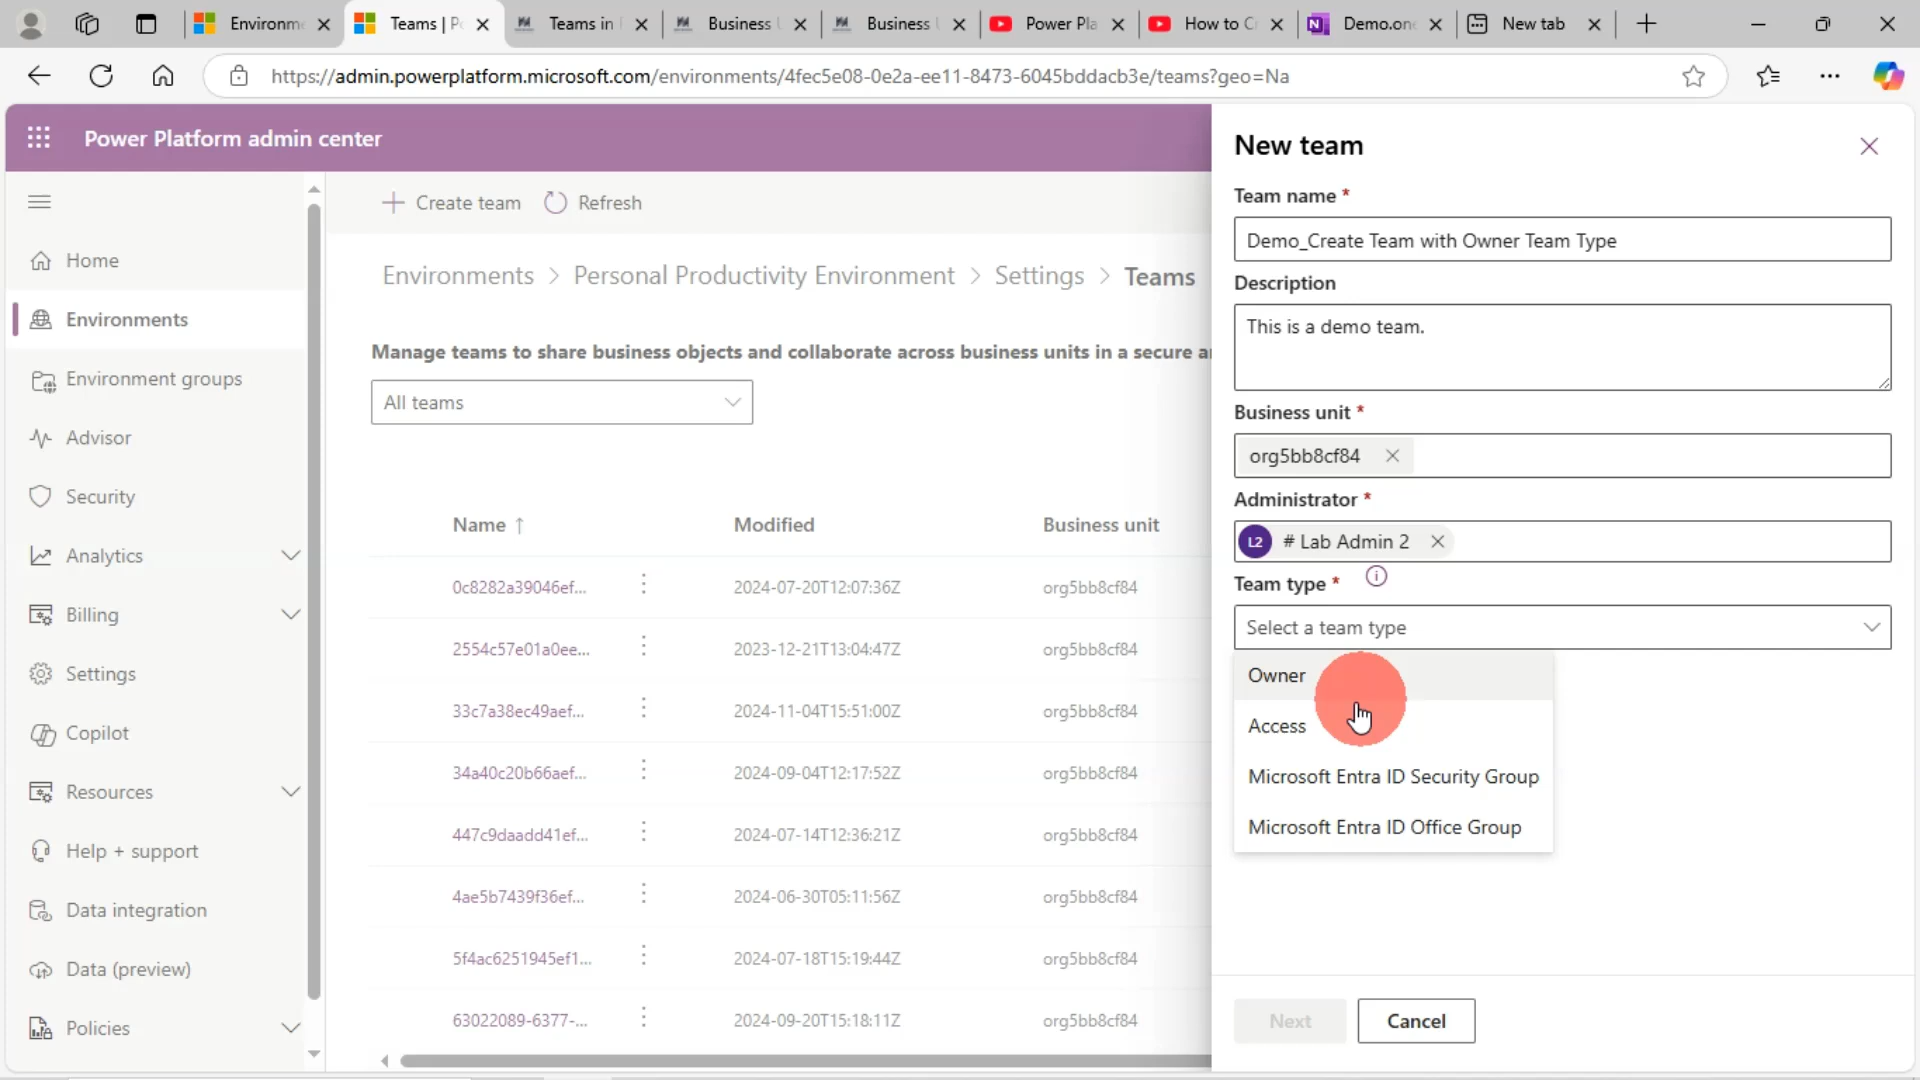 Environme
Teams | Po
Teams in
Business U
Business U
Power Pla
How to Cr
Demo.one
New tab
https://admin.powerplatform.microsoft.com/environments/4fec5e08-0e2a-ee11-8473-6045bddacb3e/teams?geo=Na
Power Platform admin center
Home
Environments
Environment groups
Advisor
Security
Analytics
Billing
Settings
Copilot
Resources
Help + support
Data integration
Data (preview)
Policies
Create team
Refresh
Environments > Personal Productivity Environment > Settings > Teams
Manage teams to share business objects and collaborate across business units in a secure a
All teams
Name ↑ Modified Business unit
0c8282a39046ef... 2024-07-20T12:07:36Z org5bb8cf84
2554c57e01a0ee... 2023-12-21T13:04:47Z org5bb8cf84
33c7a38ec49aef... 2024-11-04T15:51:00Z org5bb8cf84
34a40c20b66aef... 2024-09-04T12:17:52Z org5bb8cf84
447c9daadd41ef... 2024-07-14T12:36:21Z org5bb8cf84
4ae5b7439f36ef... 2024-06-30T05:11:56Z org5bb8cf84
5f4ac6251945ef1... 2024-07-18T15:19:44Z org5bb8cf84
63022089-6377-... 2024-09-20T15:18:11Z org5bb8cf84
New team
Team name *
Demo_Create Team with Owner Team Type
Description
This is a demo team.
Business unit *
org5bb8cf84
Administrator *
L2 # Lab Admin 2
Team type *
Select a team type
Owner
Access
Microsoft Entra ID Security Group
Microsoft Entra ID Office Group
Next
Cancel